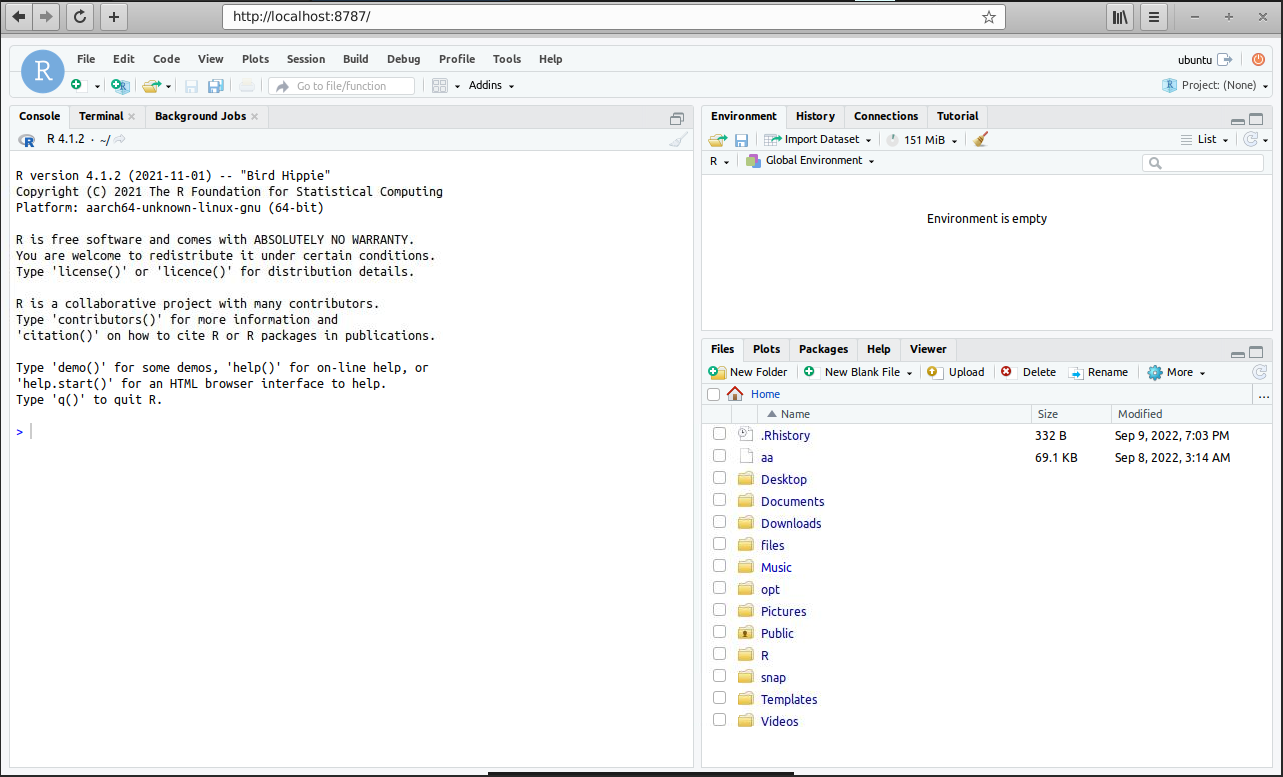 http://localhost:8787/
R
File Edit Code View Plots Session Build Debug Profile Tools Help
ubuntu
Go to file/function
Addins
Project: (None)
Console Terminal Background Jobs
R 4.1.2 · ~/
R version 4.1.2 (2021-11-01) -- "Bird Hippie"
Copyright (C) 2021 The R Foundation for Statistical Computing
Platform: aarch64-unknown-linux-gnu (64-bit)
R is free software and comes with ABSOLUTELY NO WARRANTY.
You are welcome to redistribute it under certain conditions.
Type 'license()' or 'licence()' for distribution details.
R is a collaborative project with many contributors.
Type 'contributors()' for more information and
'citation()' on how to cite R or R packages in publications.
Type 'demo()' for some demos, 'help()' for on-line help, or
'help.start()' for an HTML browser interface to help.
Type 'q()' to quit R.
>
Environment History Connections Tutorial
Import Dataset 151 MiB List
R Global Environment
Environment is empty
Files Plots Packages Help Viewer
New Folder New Blank File Upload Delete Rename More
Home ...
Name Size Modified
.Rhistory 332 B Sep 9, 2022, 7:03 PM
aa 69.1 KB Sep 8, 2022, 3:14 AM
Desktop
Documents
Downloads
files
Music
opt
Pictures
Public
R
snap
Templates
Videos